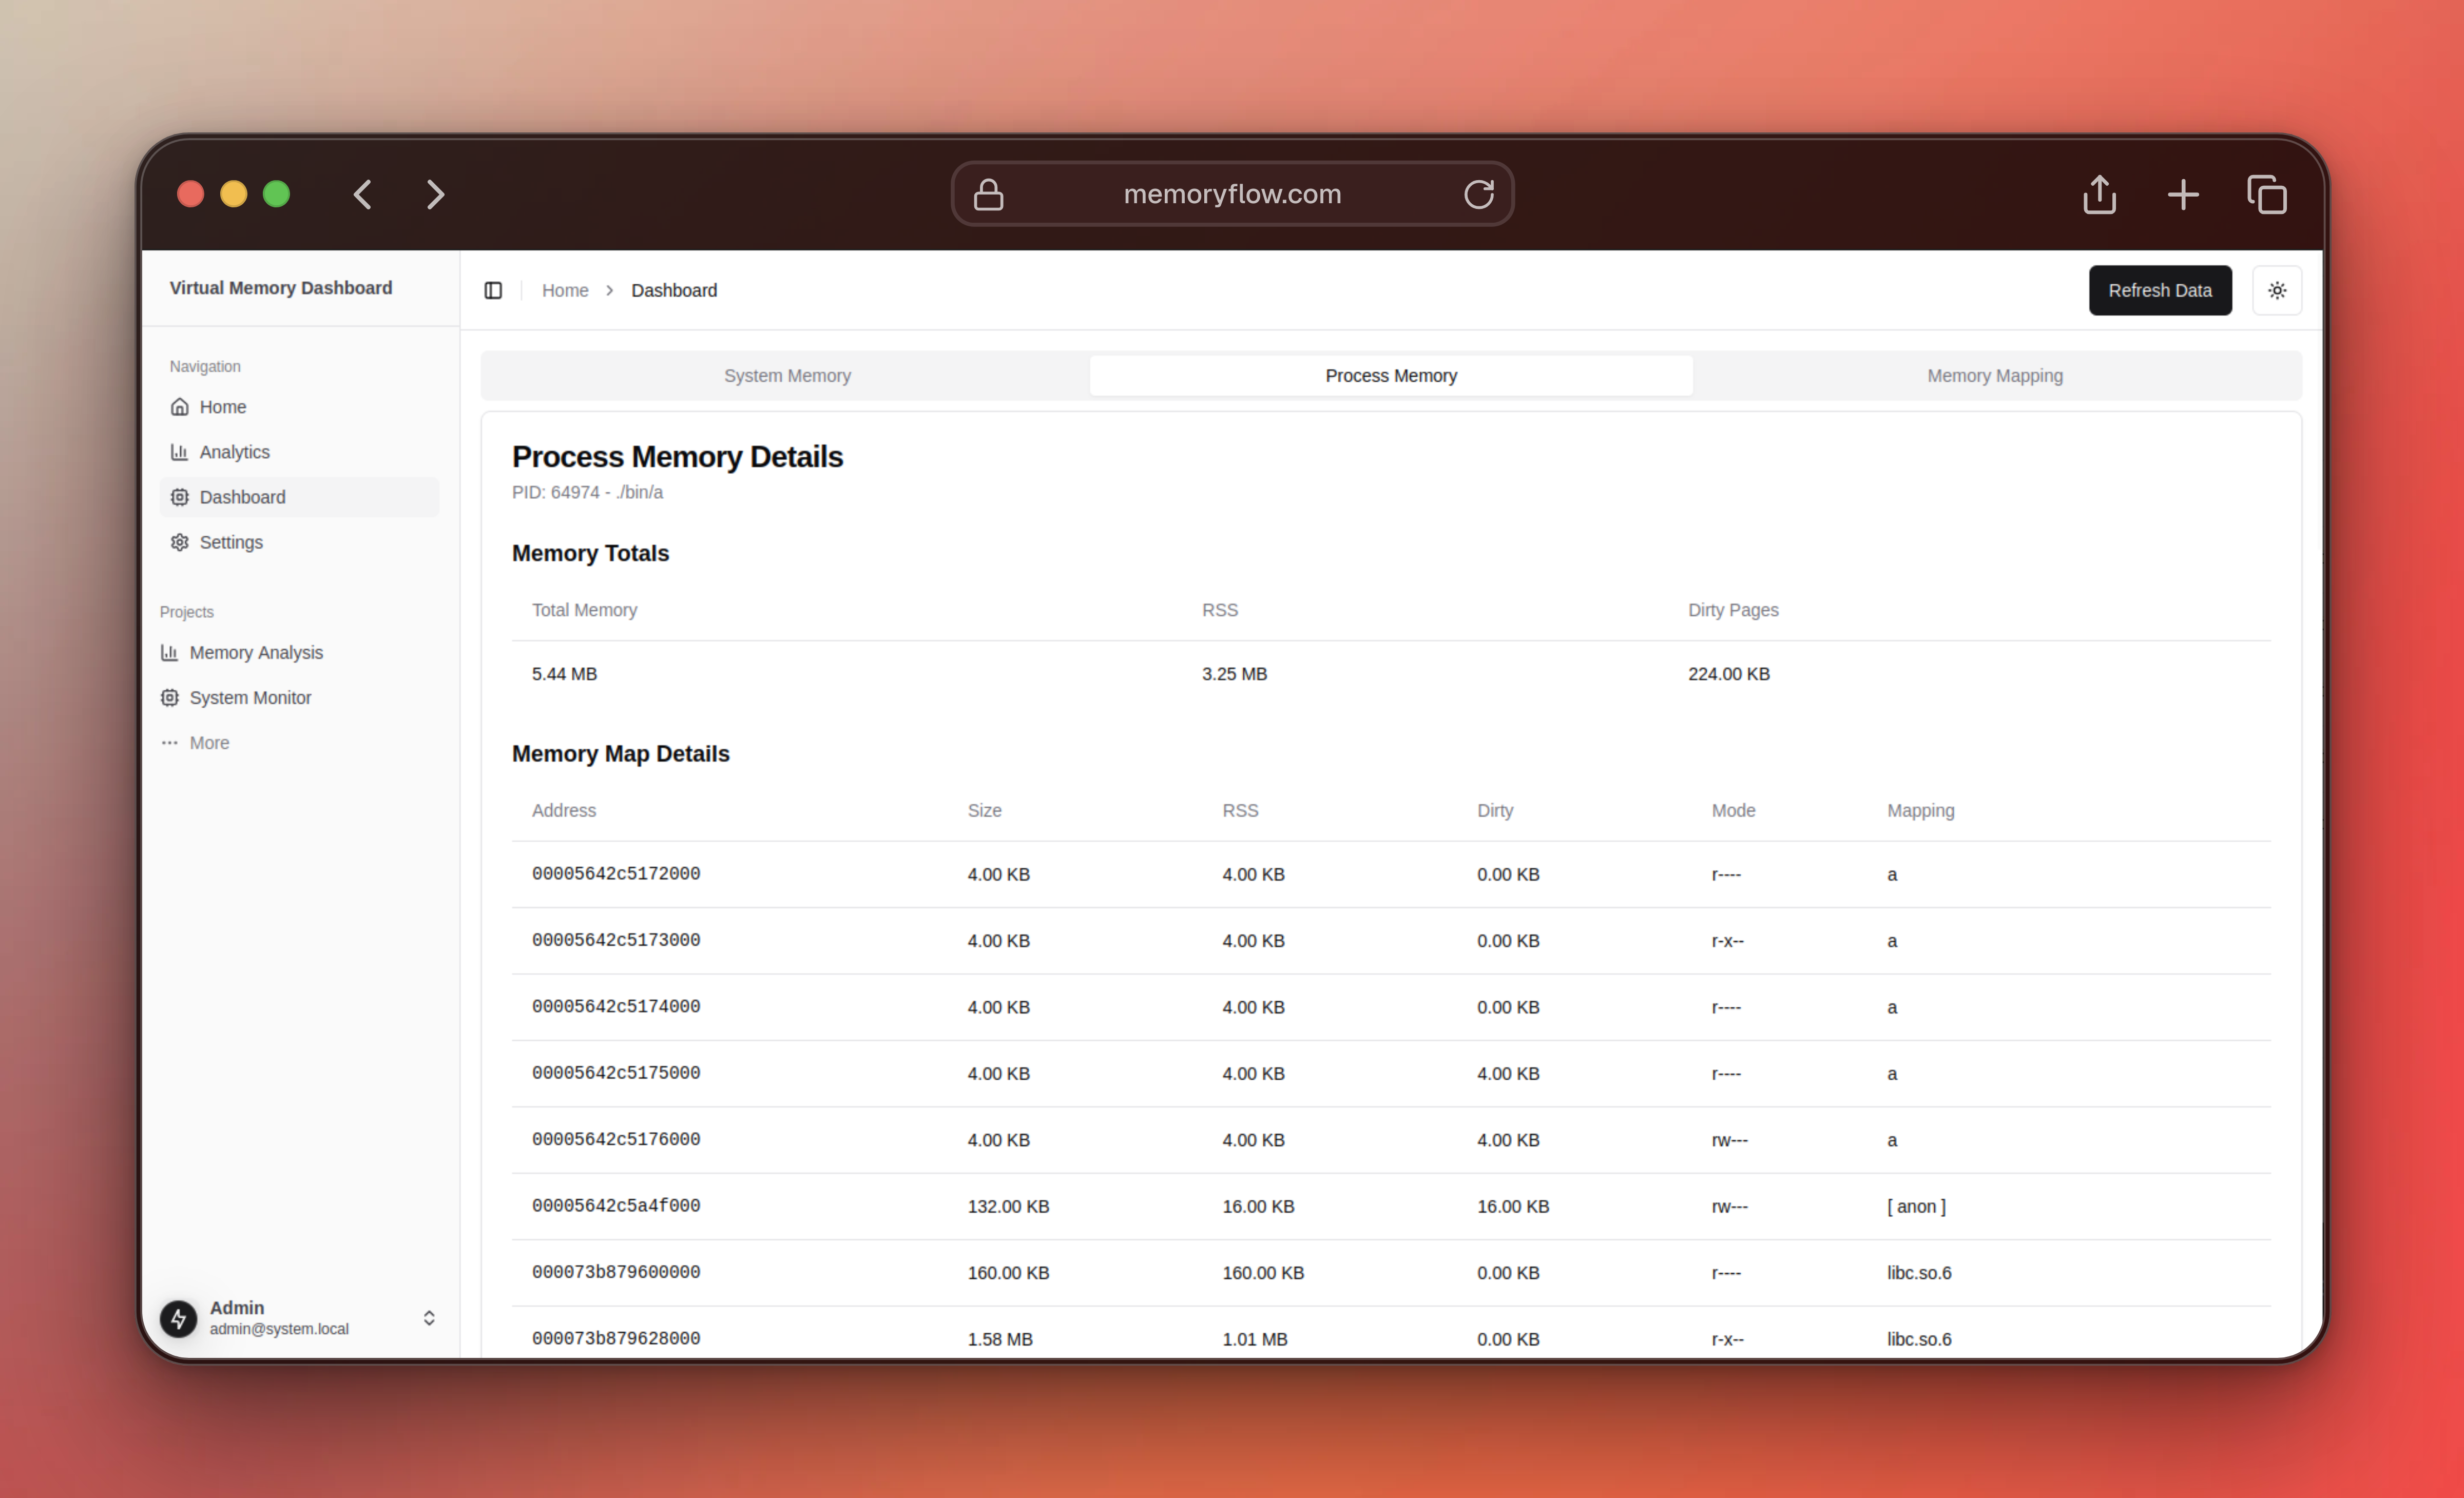 memoryflow.com
Virtual Memory Dashboard
Navigation
Home
Analytics
Dashboard
Settings
Projects
Memory Analysis
System Monitor
More
Admin
admin@system.local
Home Dashboard Refresh Data
System Memory Process Memory Memory Mapping
Process Memory Details
PID: 64974 - ./bin/a
Memory Totals
Total Memory RSS Dirty Pages
5.44 MB 3.25 MB 224.00 KB
Memory Map Details
Address Size RSS Dirty Mode Mapping
00005642c5172000 4.00 KB 4.00 KB 0.00 KB r---- a
00005642c5173000 4.00 KB 4.00 KB 0.00 KB r-x-- a
00005642c5174000 4.00 KB 4.00 KB 0.00 KB r---- a
00005642c5175000 4.00 KB 4.00 KB 4.00 KB r---- a
00005642c5176000 4.00 KB 4.00 KB 4.00 KB rw--- a
00005642c5a4f000 132.00 KB 16.00 KB 16.00 KB rw--- [ anon ]
000073b879600000 160.00 KB 160.00 KB 0.00 KB r---- libc.so.6
000073b879628000 1.58 MB 1.01 MB 0.00 KB r-x-- libc.so.6